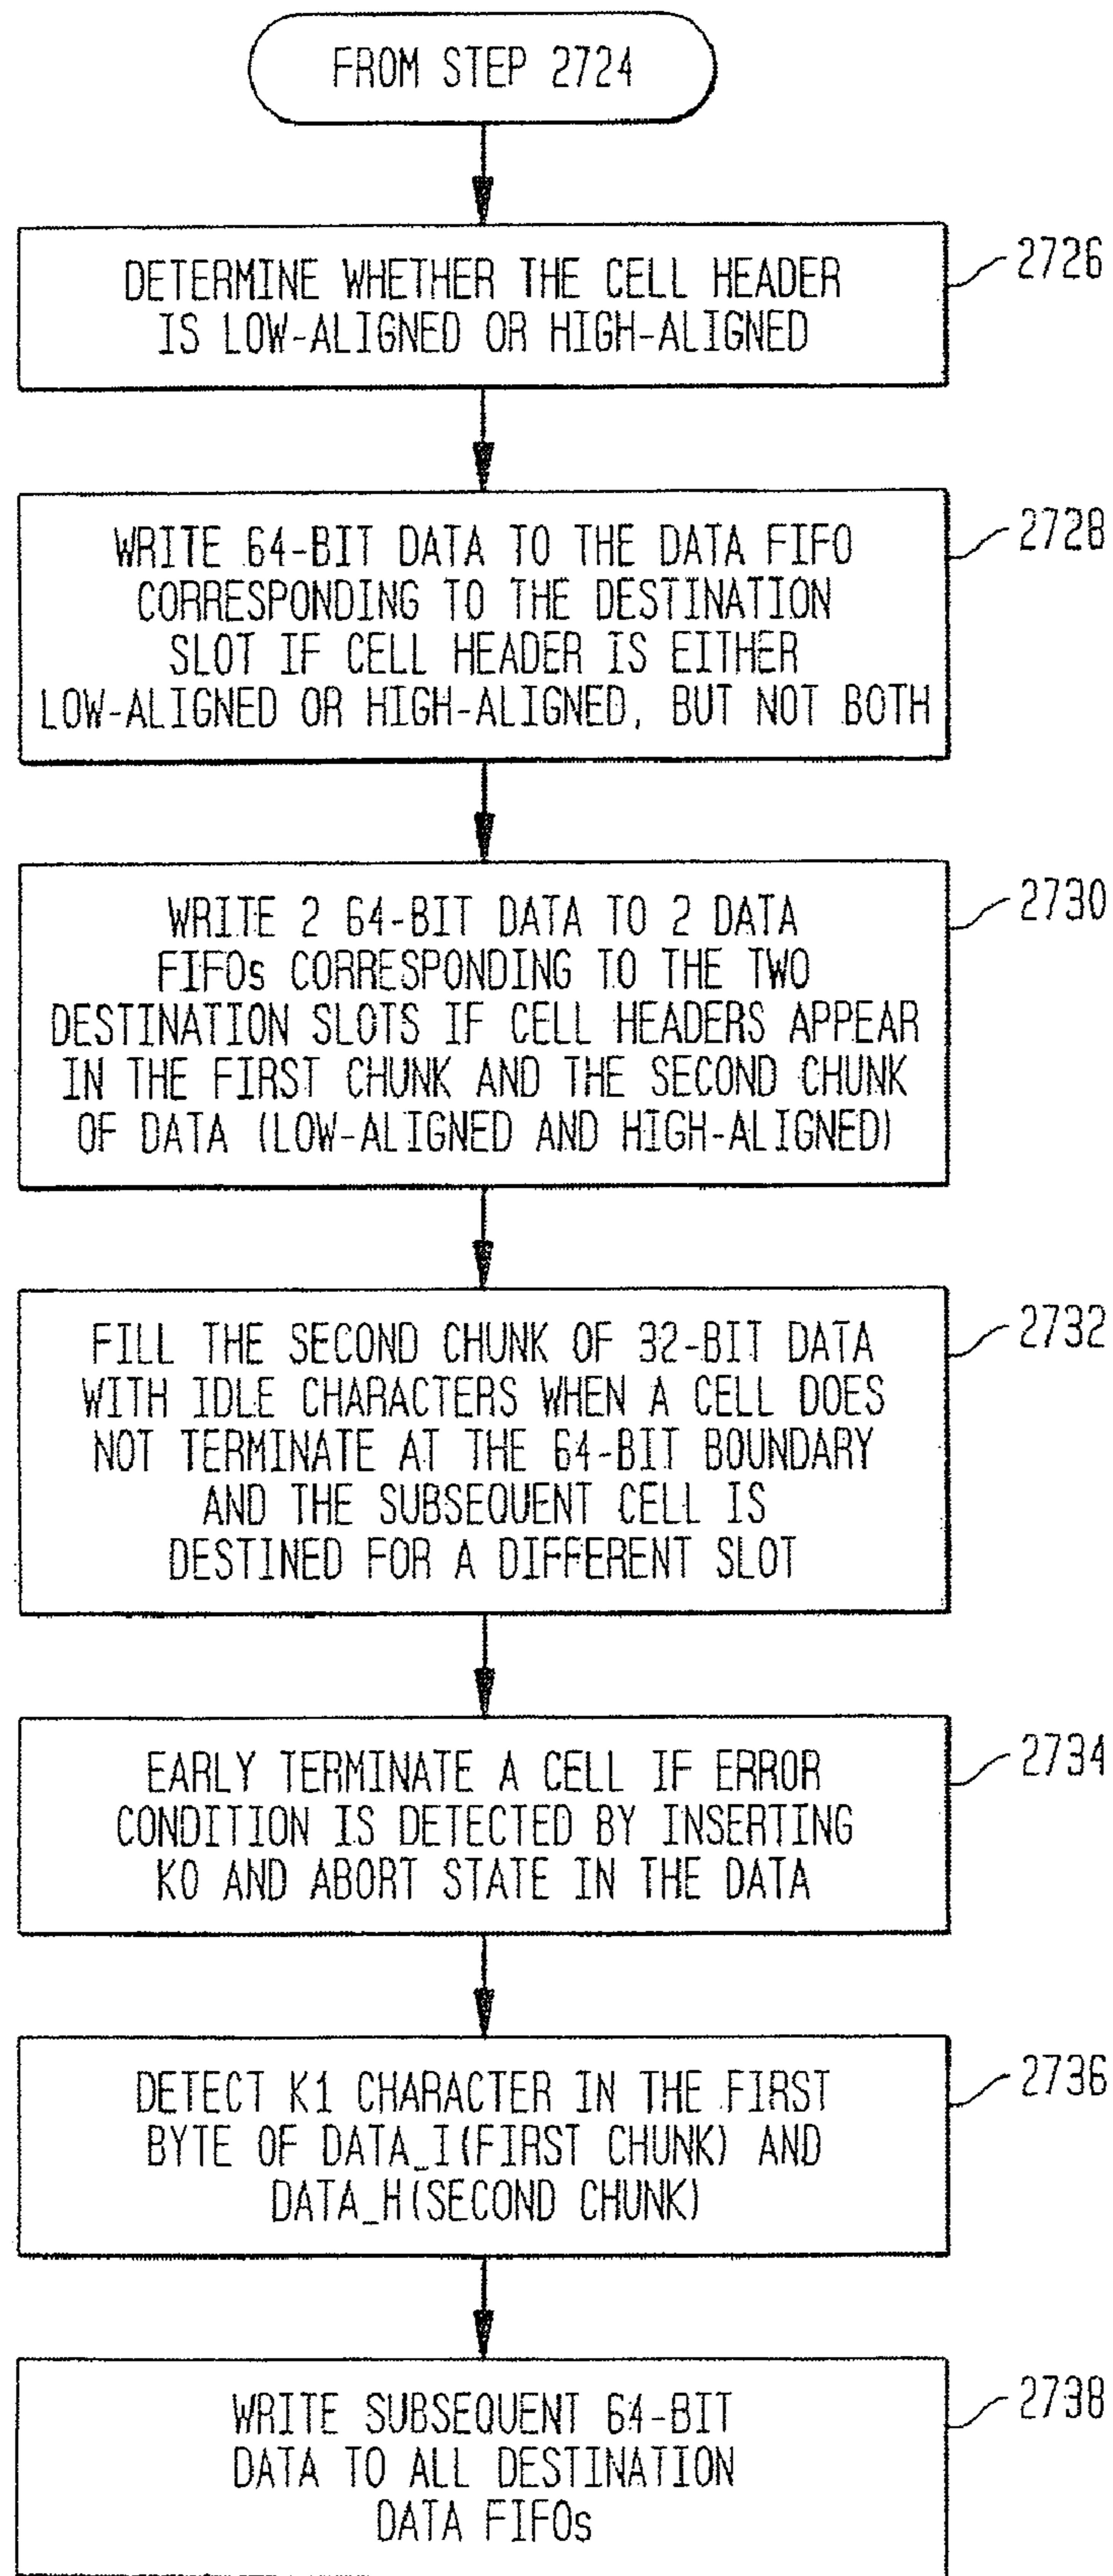 FROM STEP 2724
DETERMINE WHETHER THE CELL HEADER
IS LOW-ALIGNED OR HIGH-ALIGNED
2726
WRITE 64-BIT DATA TO THE DATA FIFO
CORRESPONDING TO THE DESTINATION
SLOT IF CELL HEADER IS EITHER
LOW-ALIGNED OR HIGH-ALIGNED, BUT NOT BOTH
2728
WRITE 2 64-BIT DATA TO 2 DATA
FIFOs CORRESPONDING TO THE TWO
DESTINATION SLOTS IF CELL HEADERS APPEAR
IN THE FIRST CHUNK AND THE SECOND CHUNK
OF DATA (LOW-ALIGNED AND HIGH-ALIGNED)
2730
FILL THE SECOND CHUNK OF 32-BIT DATA
WITH IDLE CHARACTERS WHEN A CELL DOES
NOT TERMINATE AT THE 64-BIT BOUNDARY
AND THE SUBSEQUENT CELL IS
DESTINED FOR A DIFFERENT SLOT
2732
EARLY TERMINATE A CELL IF ERROR
CONDITION IS DETECTED BY INSERTING
K0 AND ABORT STATE IN THE DATA
2734
DETECT K1 CHARACTER IN THE FIRST
BYTE OF DATA_I(FIRST CHUNK) AND
DATA_H(SECOND CHUNK)
2736
WRITE SUBSEQUENT 64-BIT
DATA TO ALL DESTINATION
DATA FIFOs
2738